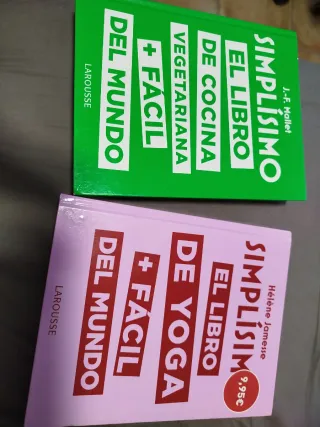 J.-F. Mallet
SIMPLÍSIMO
EL LIBRO
DE COCINA
VEGETARIANA
+ FÁCIL
DEL MUNDO
LAROUSSE
Hélène Jamesse
SIMPLÍSIM
9,95€
EL LIBRO
DE YOGA
+ FÁCIL
DEL MUNDO
LAROUSSE